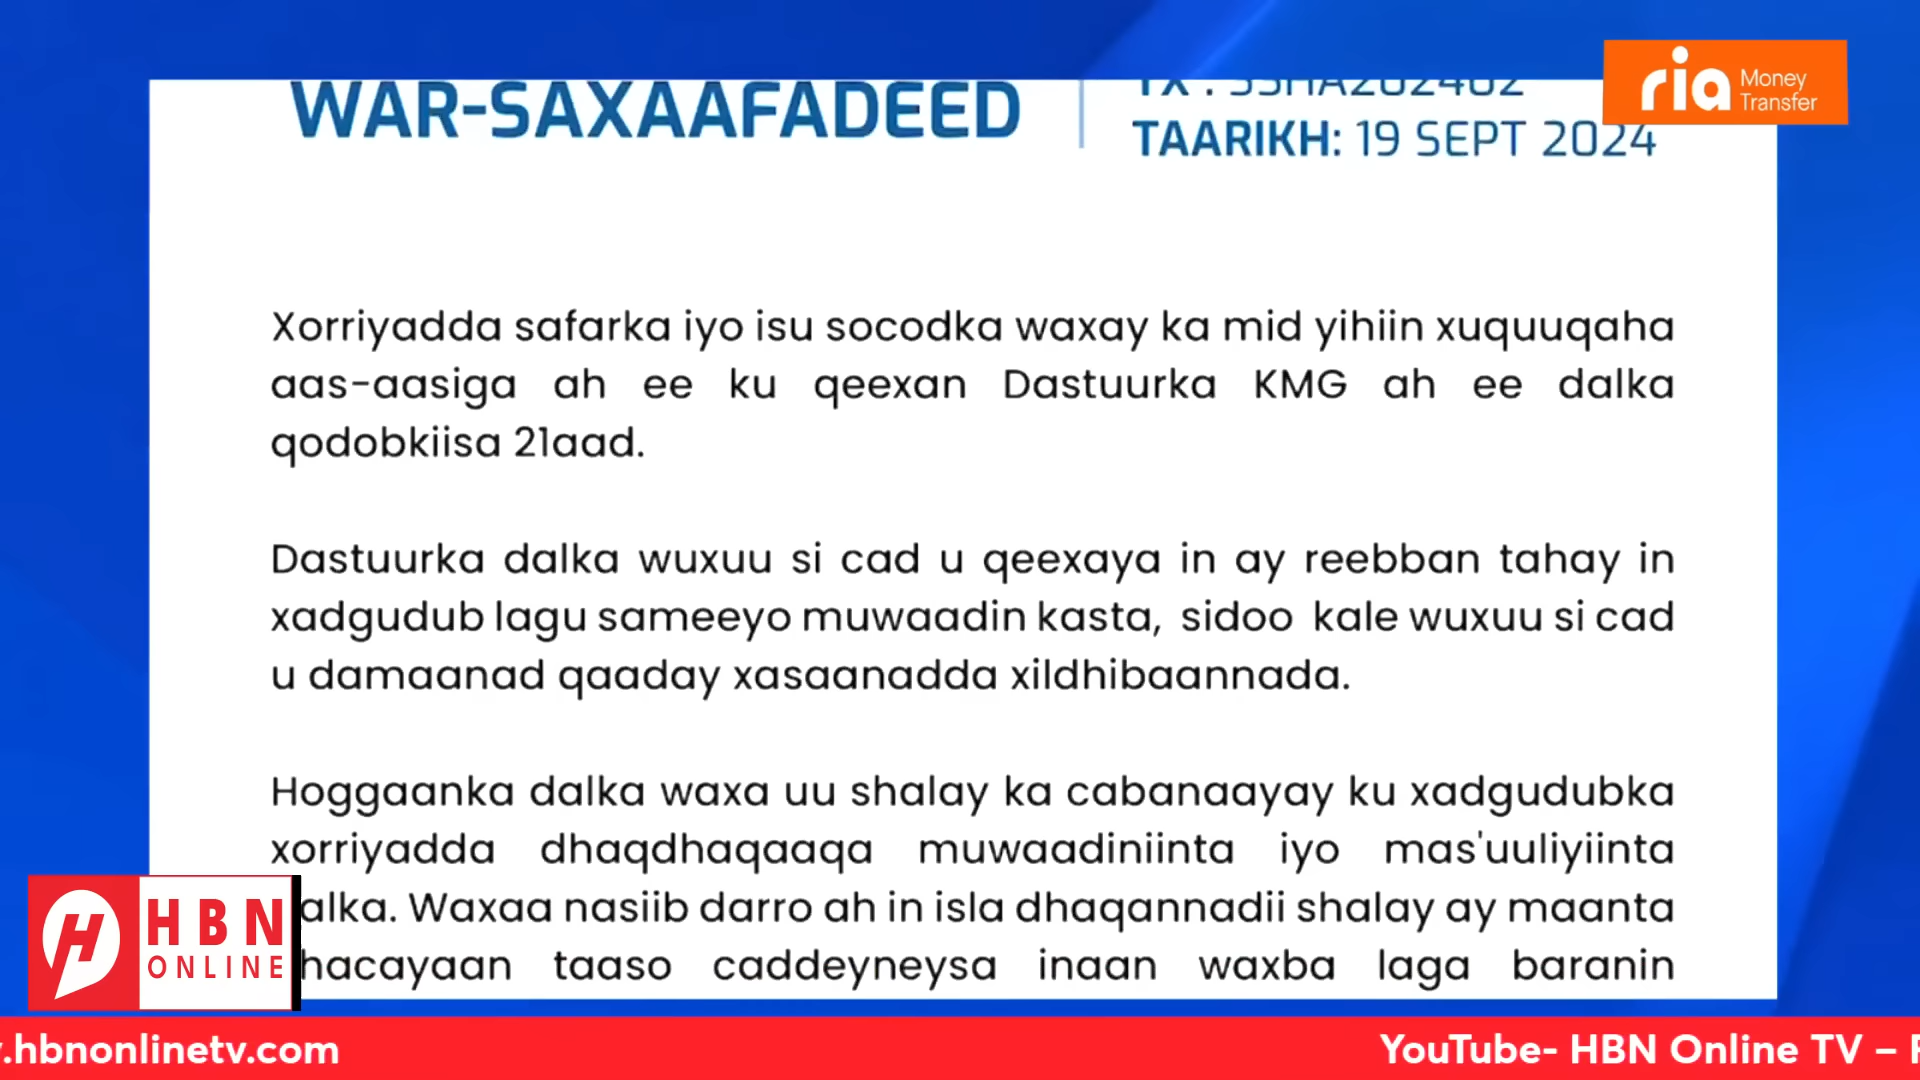 WAR-SAXAAFADEED
TAARIKH: 19 SEPT 2024
ria Money
Transfer
Xorriyadda safarka iyo isu socodka waxay ka mid yihiin xuquuqaha
aas-aasiga ah ee ku qeexan Dastuurka KMG ah ee dalka
qodobkiisa 21aad.
Dastuurka dalka wuxuu si cad u qeexaya in ay reebban tahay in
xadgudub lagu sameeyo muwaadin kasta, sidoo kale wuxuu si cad
u damaanad qaaday xasaanadda xildhibaannada.
Hoggaanka dalka waxa uu shalay ka cabanaayay ku xadgudubka
xorriyadda dhaqdhaqaaqa muwaadiniinta iyo mas'uuliyiinta
alka. Waxaa nasiib darro ah in isla dhaqannadii shalay ay maanta
hacayaan taaso caddeyneysa inaan waxba laga baranin
HBN
ONLINE
.hbnonlinetv.com
YouTube- HBN Online TV –